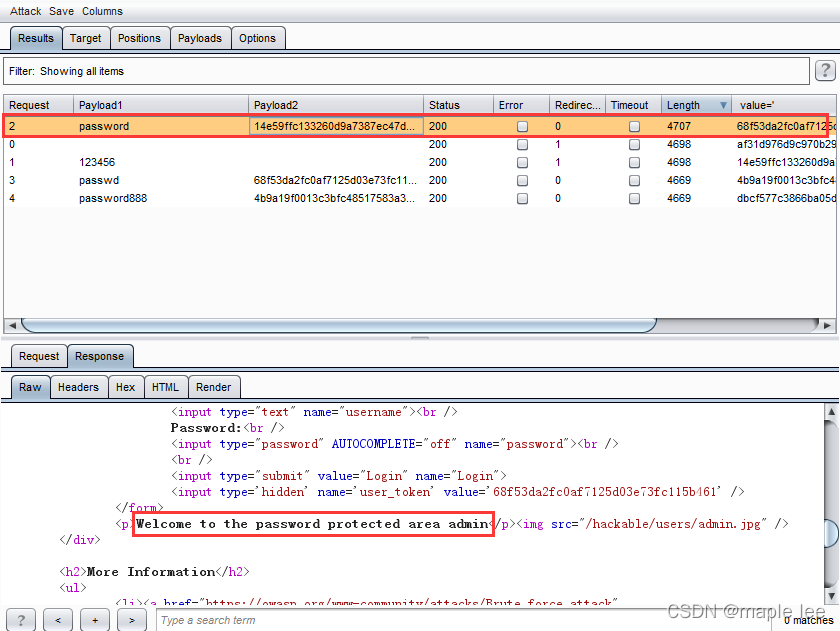 Attack Save Columns
Results Target Positions Payloads Options
Filter: Showing all items ?
Request Payload1 Payload2 Status Error Redirec... Timeout Length ▼ value='
2 password 14e59ffc133260d9a7387ec47d... 200 0 4707 68f53da2fc0af7125d
0 200 1 4698 af31d976d9c970b29
1 123456 200 1 4698 14e59ffc133260d9a
3 passwd 68f53da2fc0af7125d03e73fc11... 200 0 4669 4b9a19f0013c3bfc4
4 password888 4b9a19f0013c3bfc48517583a3... 200 0 4669 dbcf577c3866ba05d
Request Response
Raw Headers Hex HTML Render
<input type="text" name="username"><br />
Password:<br />
<input type="password" AUTOCOMPLETE="off" name="password"><br />
<br />
<input type="submit" value="Login" name="Login">
<input type='hidden' name='user_token' value='68f53da2fc0af7125d03e73fc115b461' />
</form>
<p>Welcome to the password protected area admin</p><img src="/hackable/users/admin.jpg" />
</div>
<h2>More Information</h2>
<ul>
<li><a href="https://owasp.org/www-community/attacks/Brute_force_attack"
? < + > Type a search term 0 matches
CSDN @maple_lee